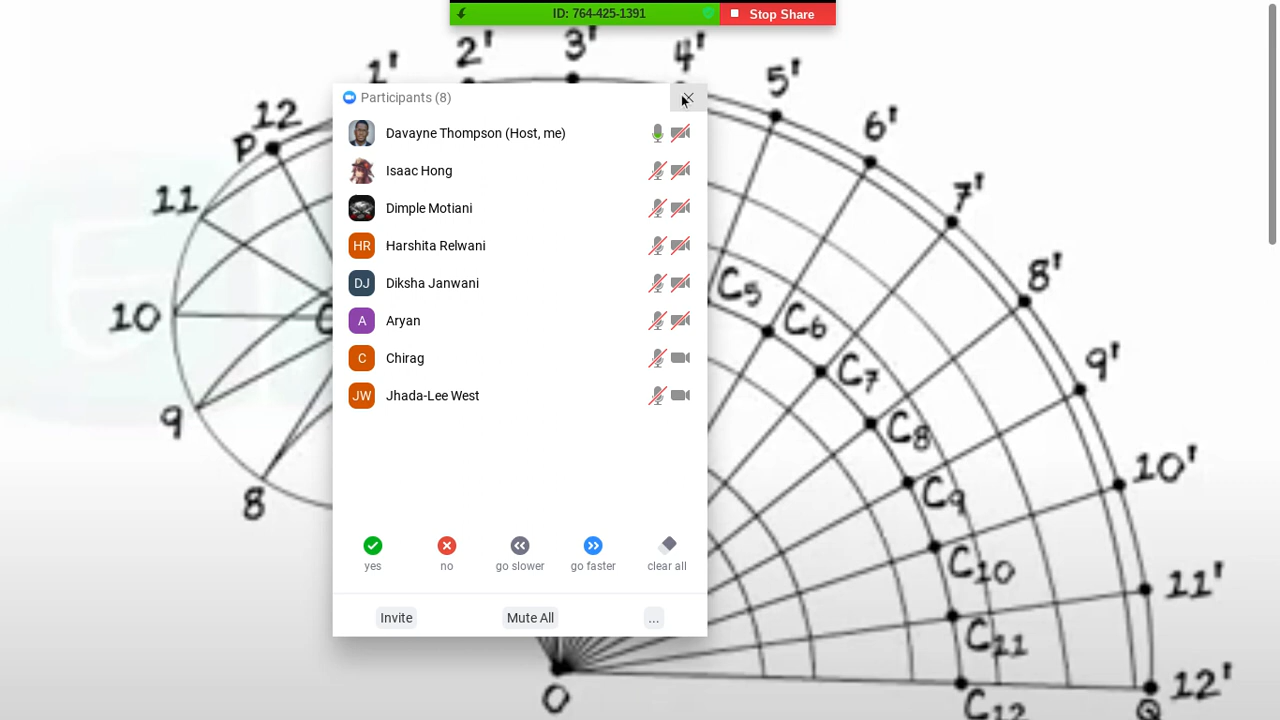 ID: 764-425-1391
Stop Share
1'
2'
3'
4'
5'
6'
7'
8'
9'
10'
11'
12'
P
12
11
10
9
8
C
C5
C6
C7
C8
C9
C10
C11
C12
O
Q
Participants (8)
Davayne Thompson (Host, me)
Isaac Hong
Dimple Motiani
HR Harshita Relwani
DJ Diksha Janwani
A Aryan
C Chirag
JW Jhada-Lee West
yes no go slower go faster clear all
Invite Mute All ...